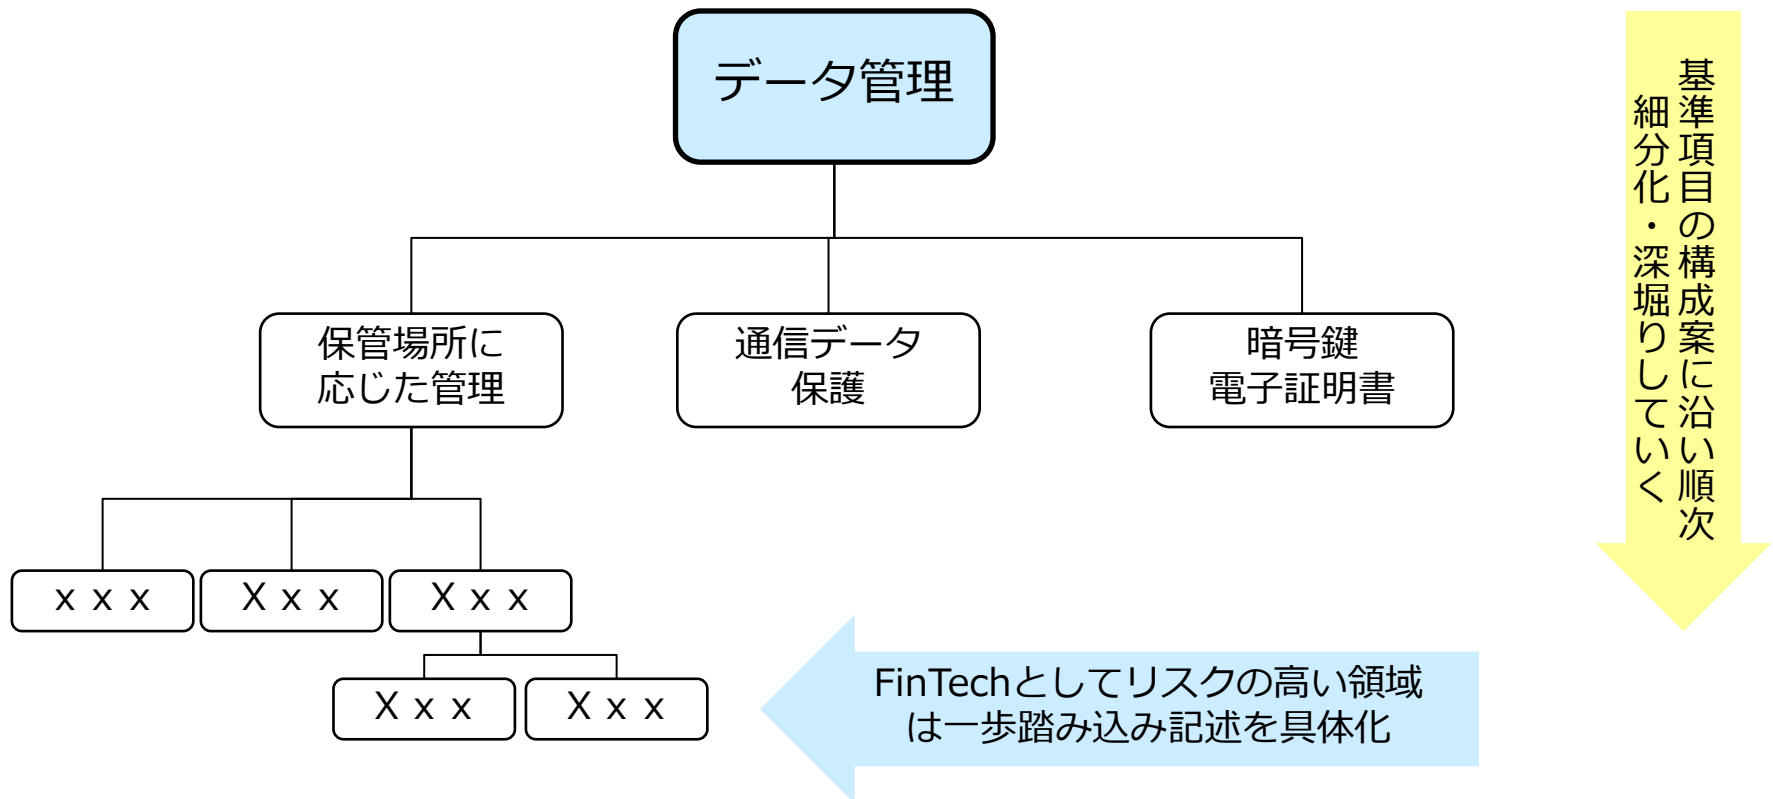 データ管理
基準項目の構成案に沿い順次
細分化・深堀りしていく
保管場所に
応じた管理
通信データ
保護
暗号鍵
電子証明書
ｘｘｘ
Ｘｘｘ
Ｘｘｘ
Ｘｘｘ
Ｘｘｘ
FinTechとしてリスクの高い領域
は一歩踏み込み記述を具体化